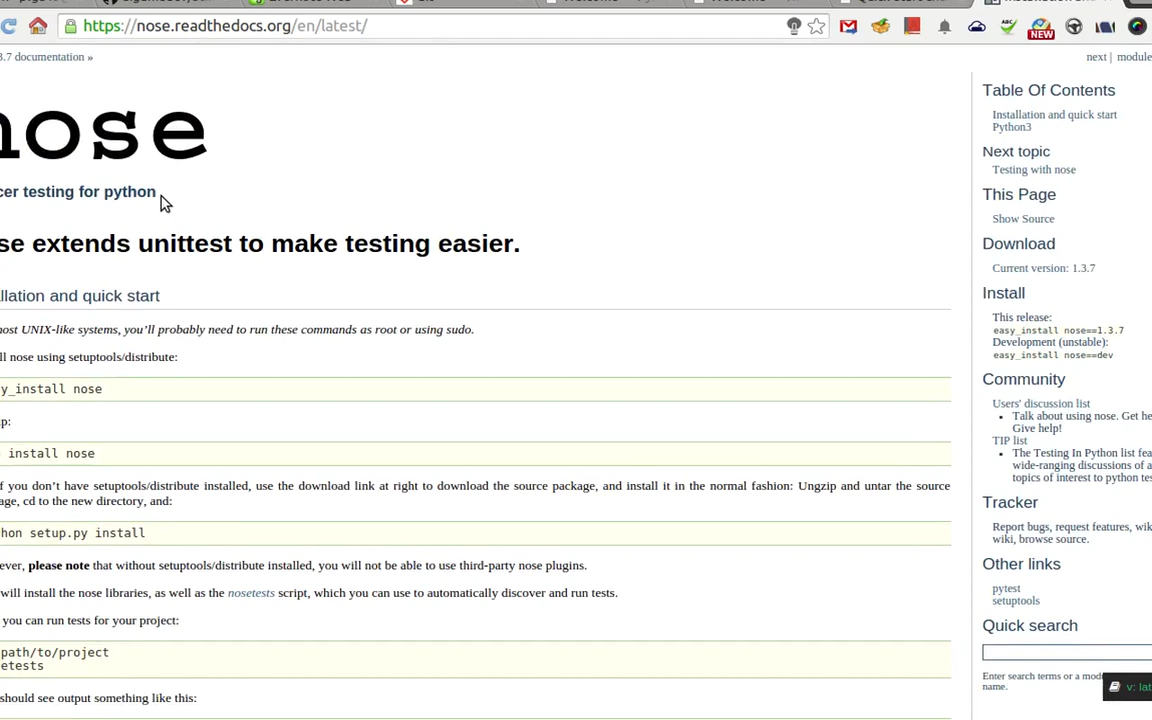 https://nose.readthedocs.org/en/latest/
NEW
3.7 documentation »
next | module
nose
cer testing for python
se extends unittest to make testing easier.
llation and quick start
nost UNIX-like systems, you'll probably need to run these commands as root or using sudo.
ll nose using setuptools/distribute:
y_install nose
ip:
install nose
f you don't have setuptools/distribute installed, use the download link at right to download the source package, and install it in the normal fashion: Ungzip and untar the source
age, cd to the new directory, and:
hon setup.py install
ever, please note that without setuptools/distribute installed, you will not be able to use third-party nose plugins.
will install the nose libraries, as well as the nosetests script, which you can use to automatically discover and run tests.
you can run tests for your project:
path/to/project
etests
should see output something like this:
Table Of Contents
Installation and quick start
Python3
Next topic
Testing with nose
This Page
Show Source
Download
Current version: 1.3.7
Install
This release:
easy_install nose==1.3.7
Development (unstable):
easy_install nose==dev
Community
Users' discussion list
• Talk about using nose. Get he
Give help!
TIP list
• The Testing In Python list fea
wide-ranging discussions of a
topics of interest to python tes
Tracker
Report bugs, request features, wik
wiki, browse source.
Other links
pytest
setuptools
Quick search
Enter search terms or a modu
name.
v: lat